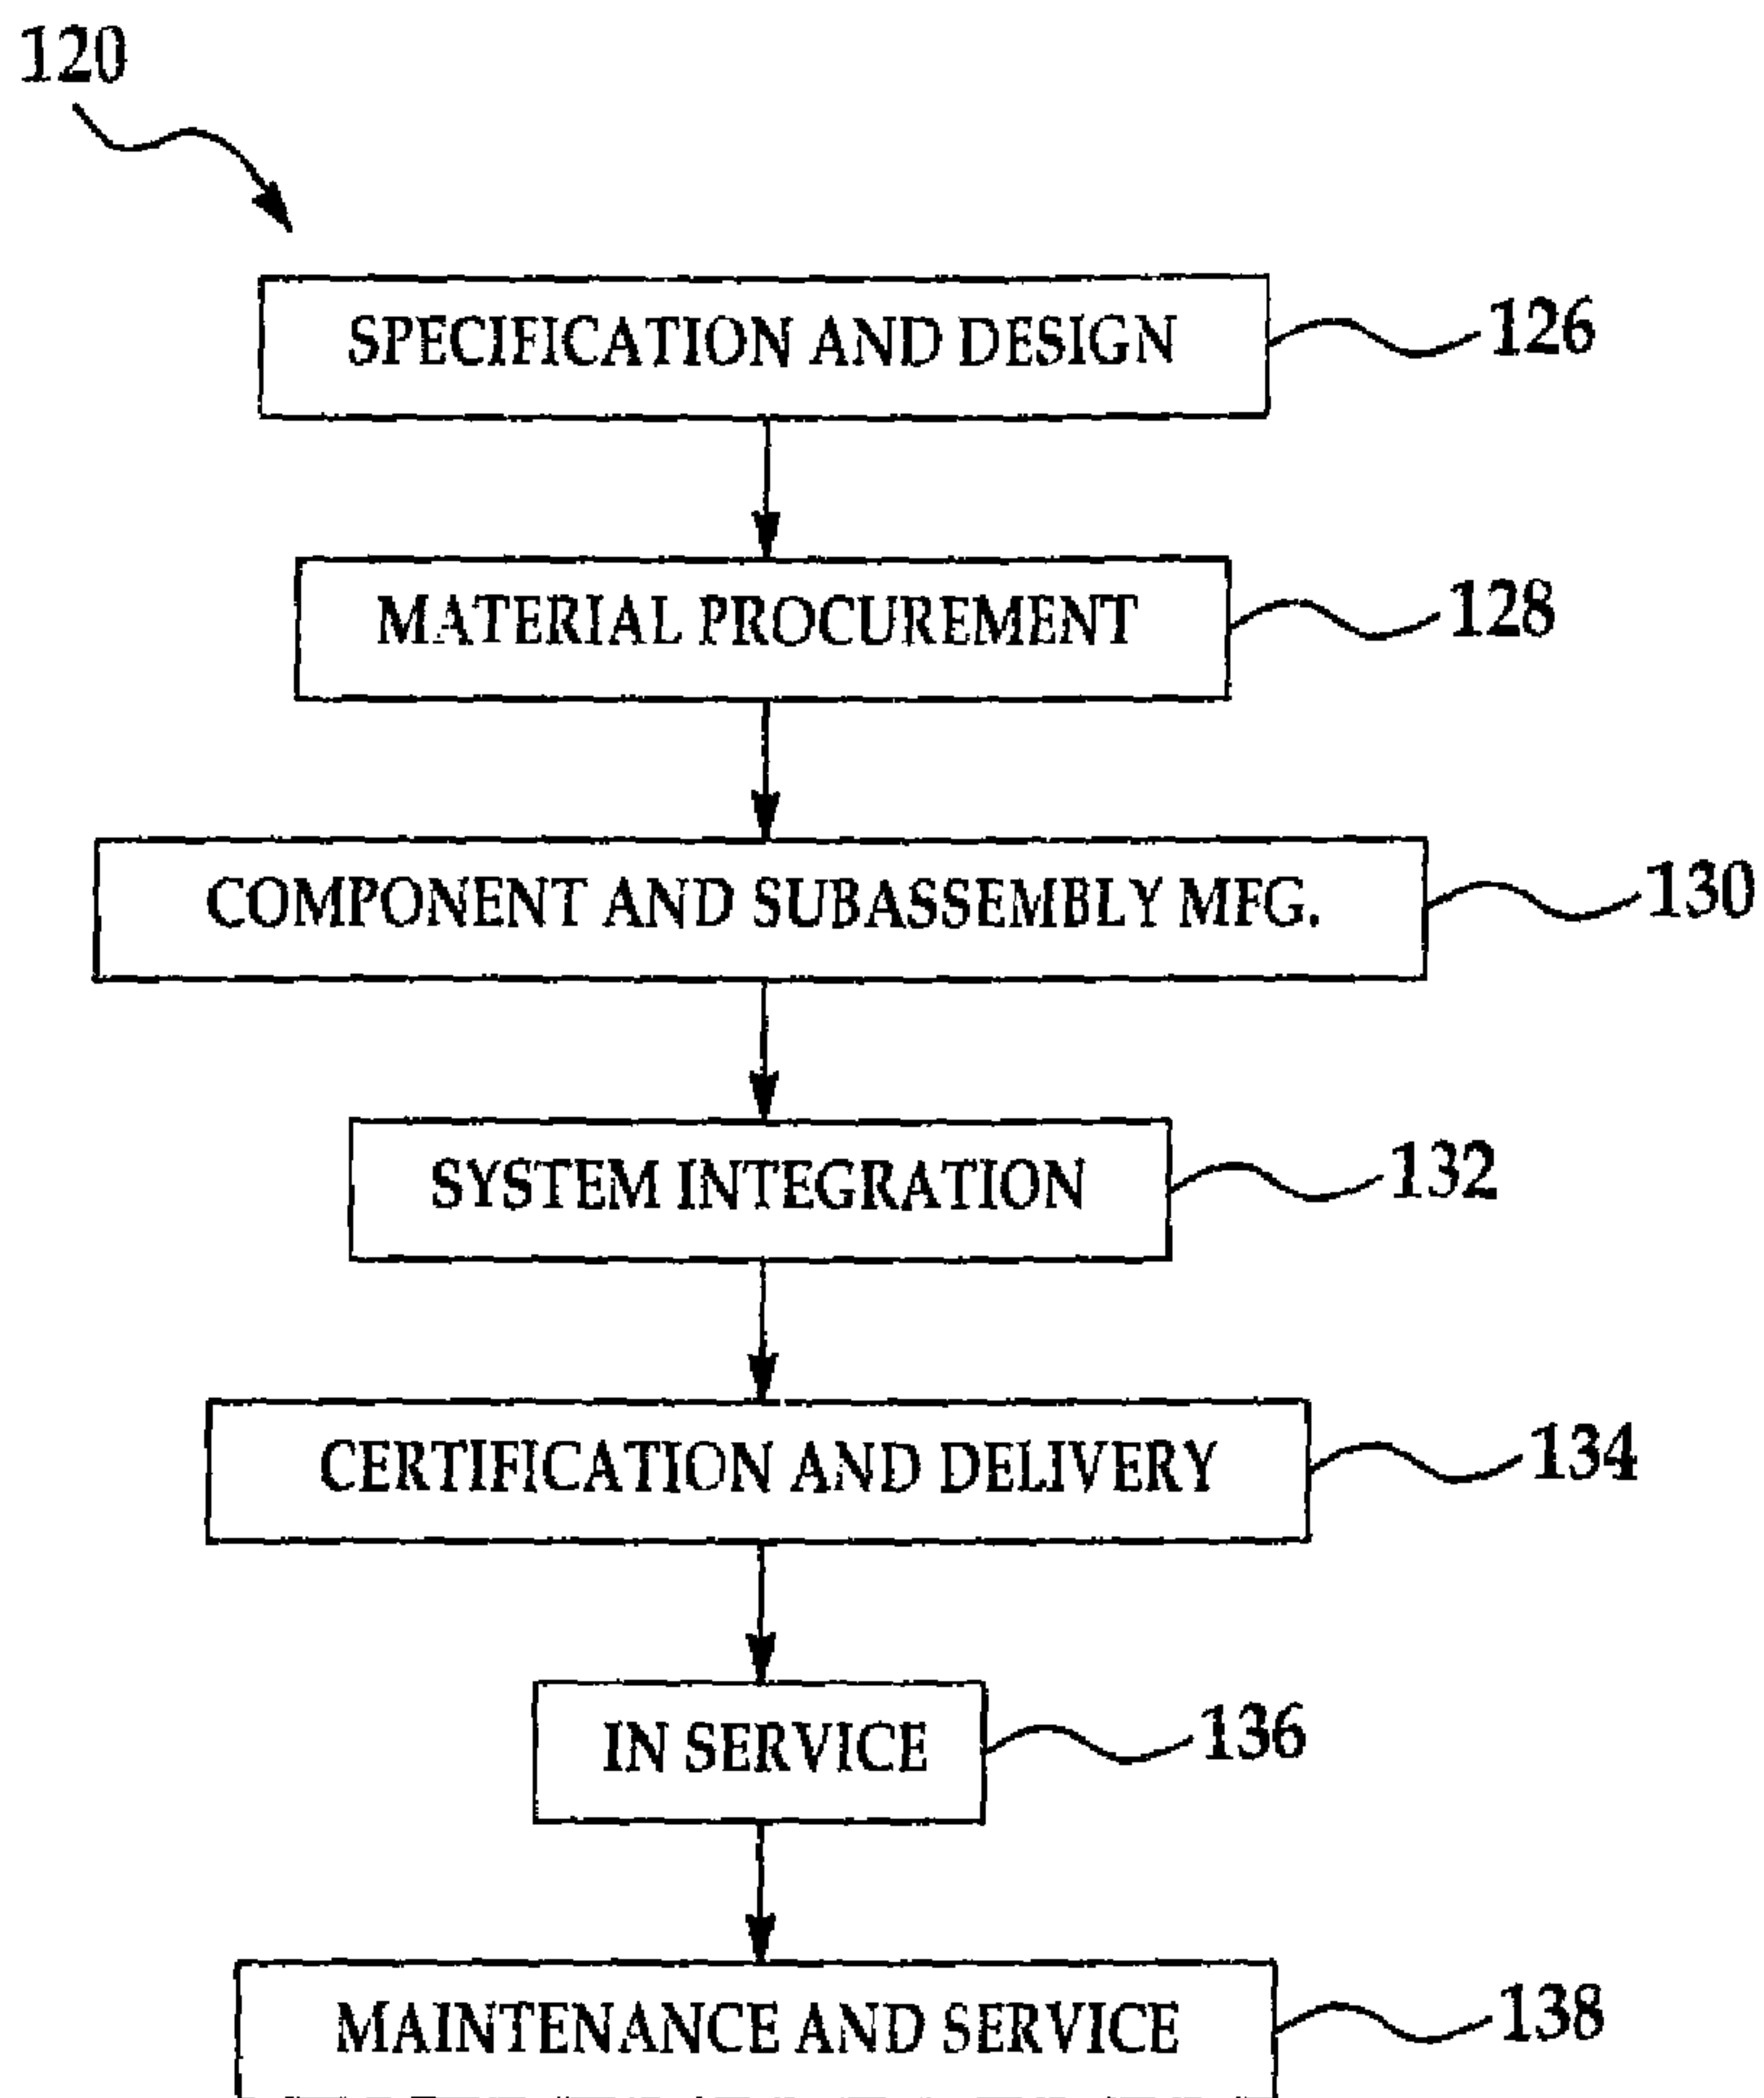 120
SPECIFICATION AND DESIGN 126
MATERIAL PROCUREMENT 128
COMPONENT AND SUBASSEMBLY MFG. 130
SYSTEM INTEGRATION 132
CERTIFICATION AND DELIVERY 134
IN SERVICE 136
MAINTENANCE AND SERVICE 138